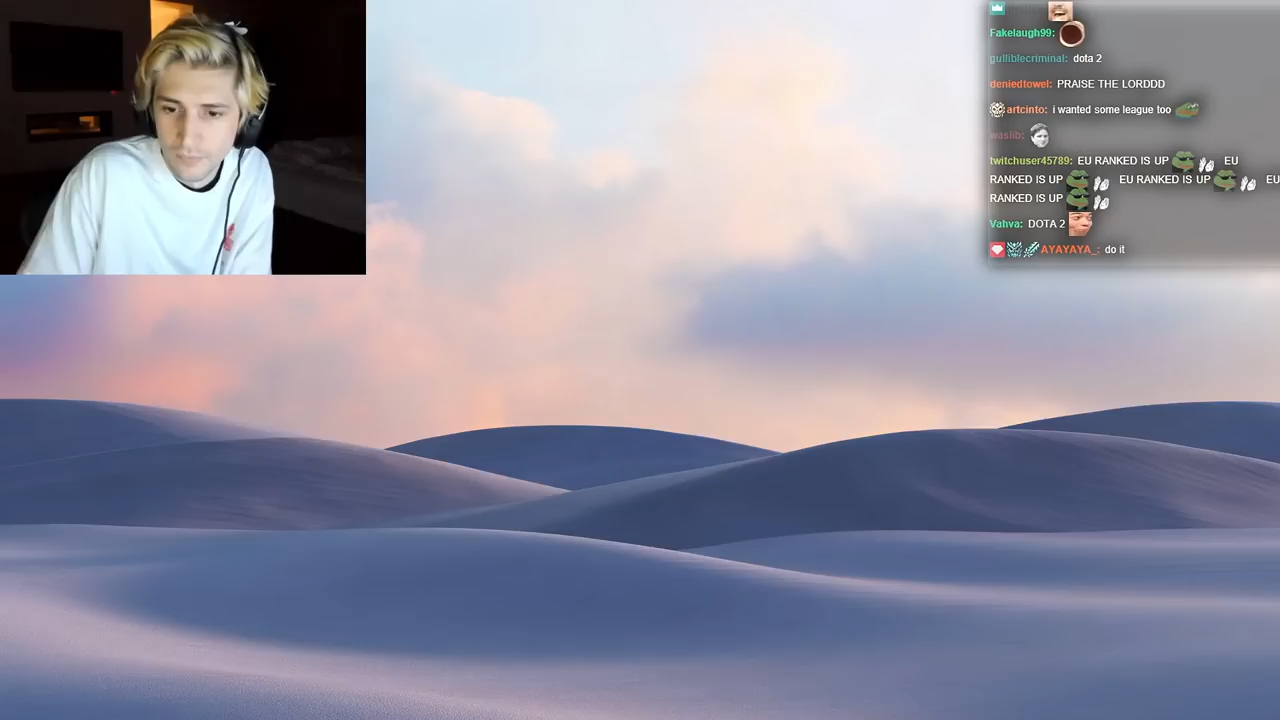 Fakelaugh99:
gulliblecriminal: dota 2
deniedtowel: PRAISE THE LORDDD
artcinto: i wanted some league too
waslib:
twitchuser45789: EU RANKED IS UP EU
RANKED IS UP EU RANKED IS UP EU
RANKED IS UP
Vahva: DOTA 2
AYAYAYA_: do it